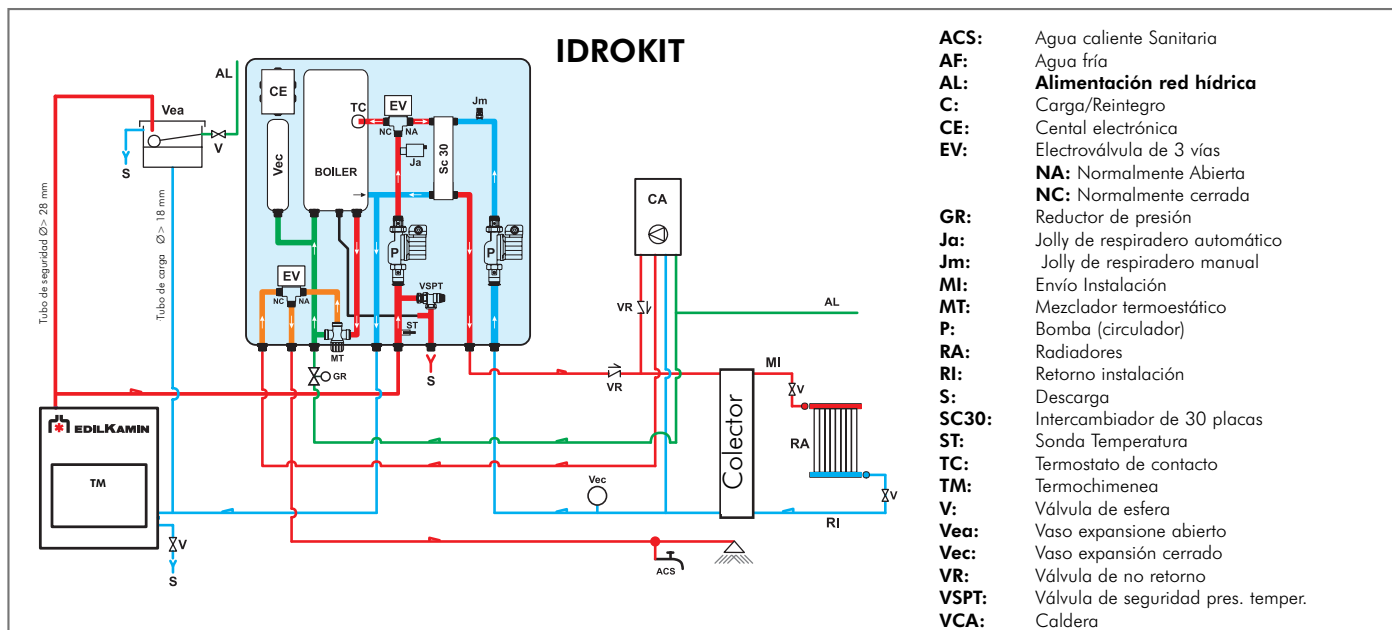 IDROKIT
AL
CE
Vea
V
S
Vec
BOILER
TC
EV
NC
NA
Ja
Sc 30
Jm
P
P
EV
NC
NA
MT
VSPT
ST
S
GR
Tubo de seguridad Ø> 28 mm
Tubo de carga Ø> 18 mm
CA
VR
AL
VR
MI
V
RA
V
RI
Colector
Vec
EDILKAMIN
TM
V
S
ACS
ACS: Agua caliente Sanitaria
AF: Agua fría
AL: Alimentación red hídrica
C: Carga/Reintegro
CE: Cental electrónica
EV: Electroválvula de 3 vías
NA: Normalmente Abierta
NC: Normalmente cerrada
GR: Reductor de presión
Ja: Jolly de respiradero automático
Jm: Jolly de respiradero manual
MI: Envío Instalación
MT: Mezclador termoestático
P: Bomba (circulador)
RA: Radiadores
RI: Retorno instalación
S: Descarga
SC30: Intercambiador de 30 placas
ST: Sonda Temperatura
TC: Termostato de contacto
TM: Termochimenea
V: Válvula de esfera
Vea: Vaso expansione abierto
Vec: Vaso expansión cerrado
VR: Válvula de no retorno
VSPT: Válvula de seguridad pres. temper.
VCA: Caldera